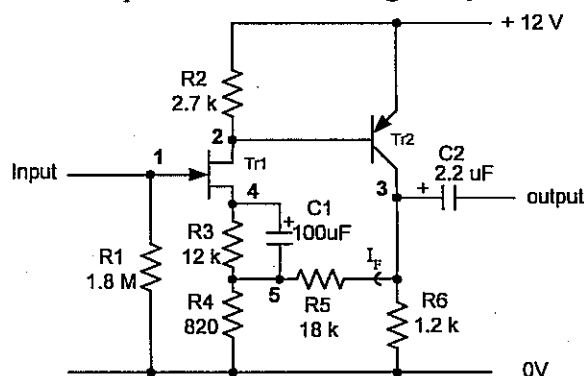 + 12 V
R2
2.7 k
2
1
Input
Tr1
Tr2
C2
2.2 uF
3
+
output
4
+
C1
100uF
R3
12 k
R1
1.8 M
I_F
5
R4
820
R5
18 k
R6
1.2 k
0V